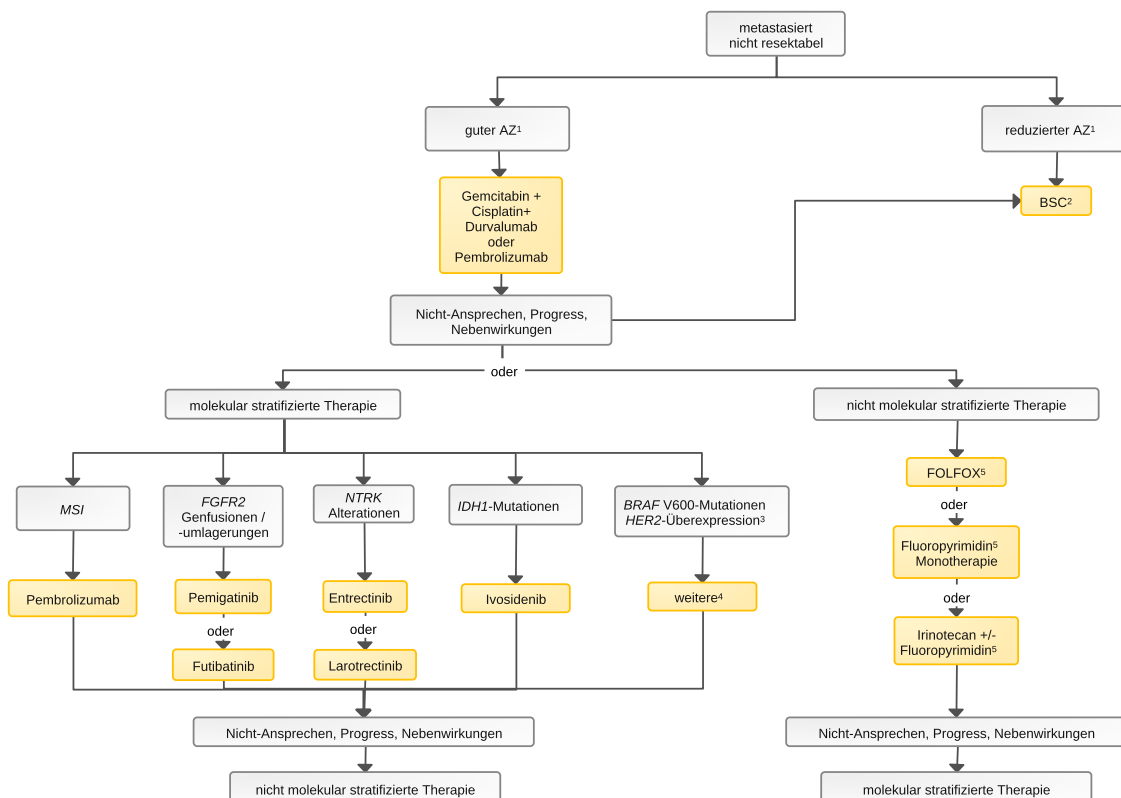 metastasiert
nicht resektabel
guter AZ¹
reduzierter AZ¹
Gemcitabin +
Cisplatin+
Durvalumab
oder
Pembrolizumab
BSC²
Nicht-Ansprechen, Progress,
Nebenwirkungen
oder
molekular stratifizierte Therapie
nicht molekular stratifizierte Therapie
MSI
FGFR2
Genfusionen /
-umlagerungen
NTRK
Alterationen
IDH1-Mutationen
BRAF V600-Mutationen
HER2-Überexpression³
FOLFOX⁵
oder
Fluoropyrimidin⁵
Monotherapie
oder
Irinotecan +/-
Fluoropyrimidin⁵
Pembrolizumab
Pemigatinib
oder
Futibatinib
Entrectinib
oder
Larotrectinib
Ivosidenib
weitere⁴
Nicht-Ansprechen, Progress, Nebenwirkungen
Nicht-Ansprechen, Progress, Nebenwirkungen
nicht molekular stratifizierte Therapie
molekular stratifizierte Therapie